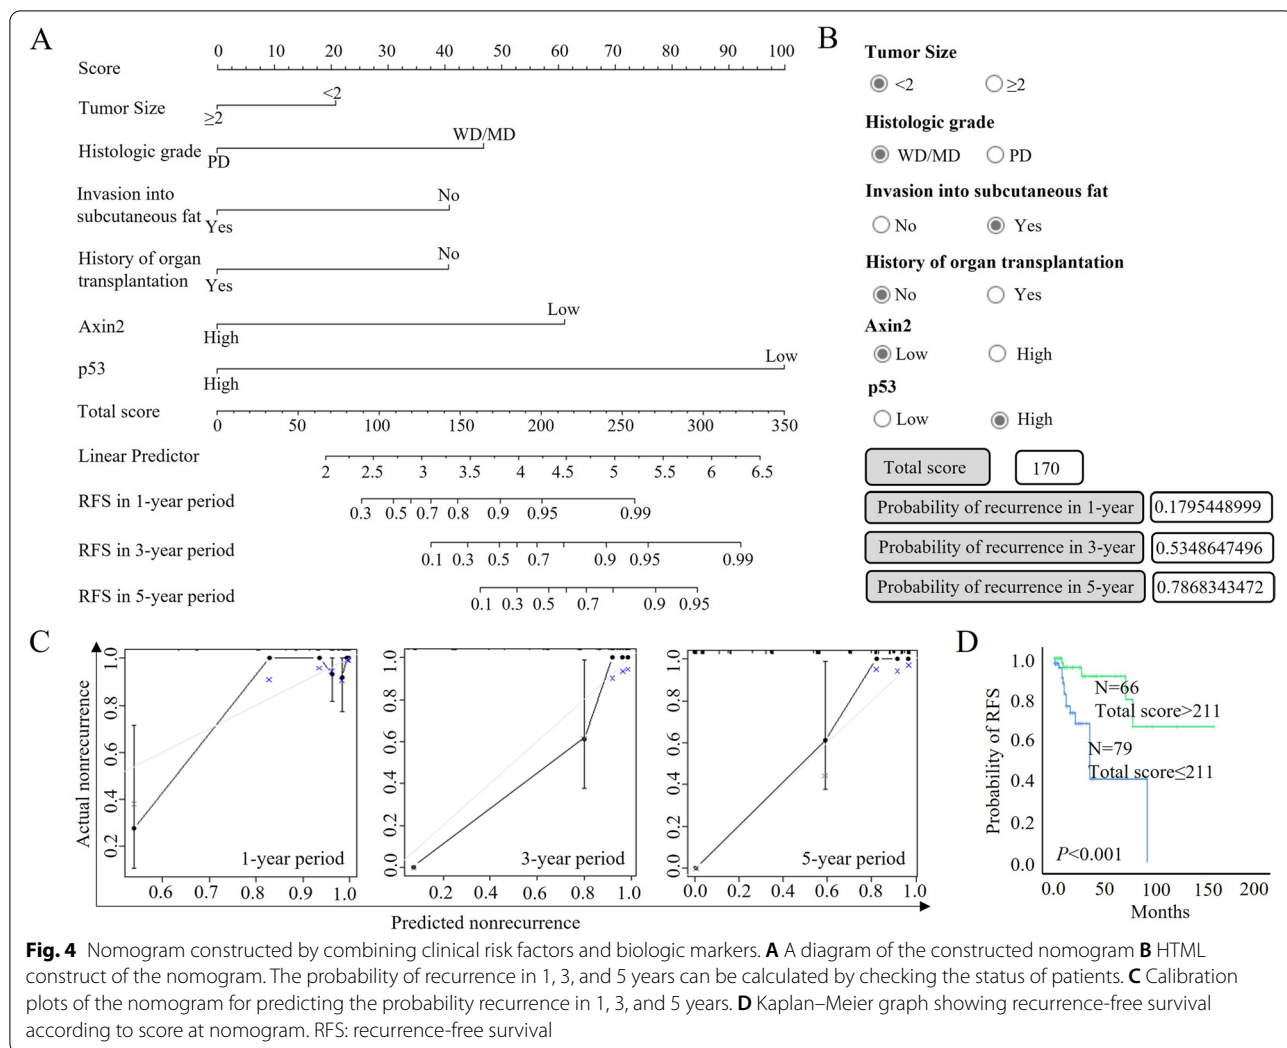 A
0 10 20 30 40 50 60 70 80 90 100
Score
<2
Tumor Size
≥2
WD/MD
Histologic grade
PD
Invasion into
No
subcutaneous fat
Yes
No
History of organ
transplantation
Yes
Low
Axin2
High
Low
p53
High
Total score
0 50 100 150 200 250 300 350
Linear Predictor
2 2.5 3 3.5 4 4.5 5 5.5 6 6.5
RFS in 1-year period
0.3 0.5 0.7 0.8 0.9 0.95 0.99
RFS in 3-year period
0.1 0.3 0.5 0.7 0.9 0.95 0.99
RFS in 5-year period
0.1 0.3 0.5 0.7 0.9 0.95
B
Tumor Size
<2 ≥2
Histologic grade
WD/MD PD
Invasion into subcutaneous fat
No Yes
History of organ transplantation
No Yes
Axin2
Low High
p53
Low High
Total score 170
Probability of recurrence in 1-year 0.1795448999
Probability of recurrence in 3-year 0.5348647496
Probability of recurrence in 5-year 0.7868343472
C
Actual nonrecurrence
1.0
0.8
0.6
0.4
0.2
1-year period
0.6 0.7 0.8 0.9 1.0
1.0
0.8
0.6
0.4
0.2
0.0
3-year period
0.2 0.4 0.6 0.8 1.0
1.0
0.8
0.6
0.4
0.2
0.0
5-year period
0.0 0.2 0.4 0.6 0.8 1.0
Predicted nonrecurrence
D
Probability of RFS
1.0
0.8
0.6
0.4
0.2
0.0
N=66
Total score>211
N=79
Total score≤211
P<0.001
0.0 50 100 150 200
Months
Fig. 4 Nomogram constructed by combining clinical risk factors and biologic markers. A A diagram of the constructed nomogram B HTML
construct of the nomogram. The probability of recurrence in 1, 3, and 5 years can be calculated by checking the status of patients. C Calibration
plots of the nomogram for predicting the probability recurrence in 1, 3, and 5 years. D Kaplan–Meier graph showing recurrence-free survival
according to score at nomogram. RFS: recurrence-free survival